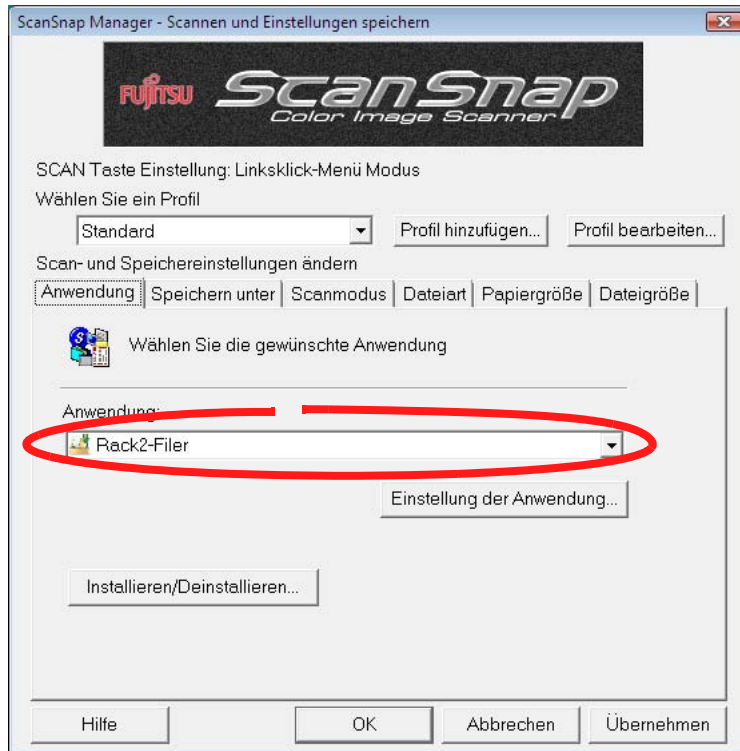 ScanSnap Manager - Scannen und Einstellungen speichern
FUJITSU ScanSnap
Color Image Scanner
SCAN Taste Einstellung: Linksklick-Menü Modus
Wählen Sie ein Profil
Standard Profil hinzufügen... Profil bearbeiten...
Scan- und Speichereinstellungen ändern
Anwendung Speichern unter Scanmodus Dateiart Papiergröße Dateigröße
Wählen Sie die gewünschte Anwendung
Anwendung:
Rack2-Filer
Einstellung der Anwendung...
Installieren/Deinstallieren...
Hilfe OK Abbrechen Übernehmen